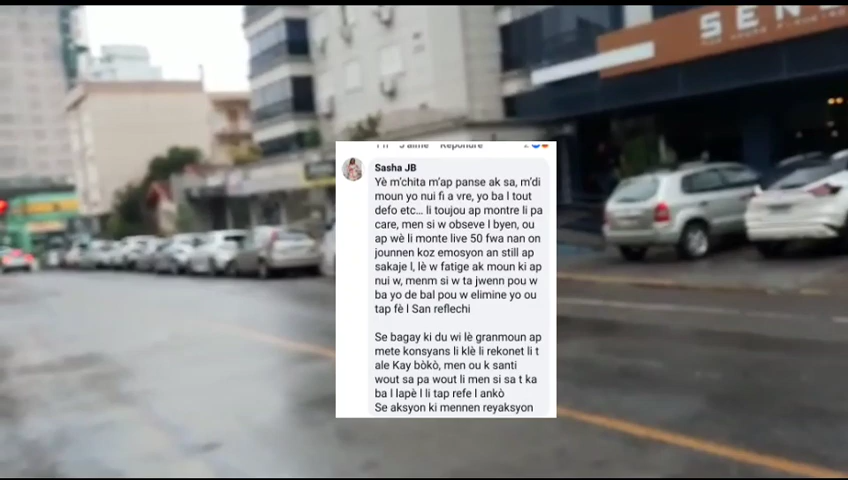 SEN
J'aime Répondre
Sasha JB
Yè m'chita m'ap panse ak sa, m'di
moun yo nui fi a vre, yo ba l tout
defo etc... li toujou ap montre li pa
care, men si w obseve l byen, ou
ap wè li monte live 50 fwa nan on
jounnen koz emosyon an still ap
sakaje l, lè w fatige ak moun ki ap
nui w, menm si w ta jwenn pou w
ba yo de bal pou w elimine yo ou
tap fè l San reflechi
Se bagay ki du wi lè granmoun ap
mete konsyans li klè li rekonet li t
ale Kay bòkò, men ou k santi
wout sa pa wout li men si sa t ka
ba l lapè l li tap refe l ankò
Se aksyon ki mennen reyaksyon